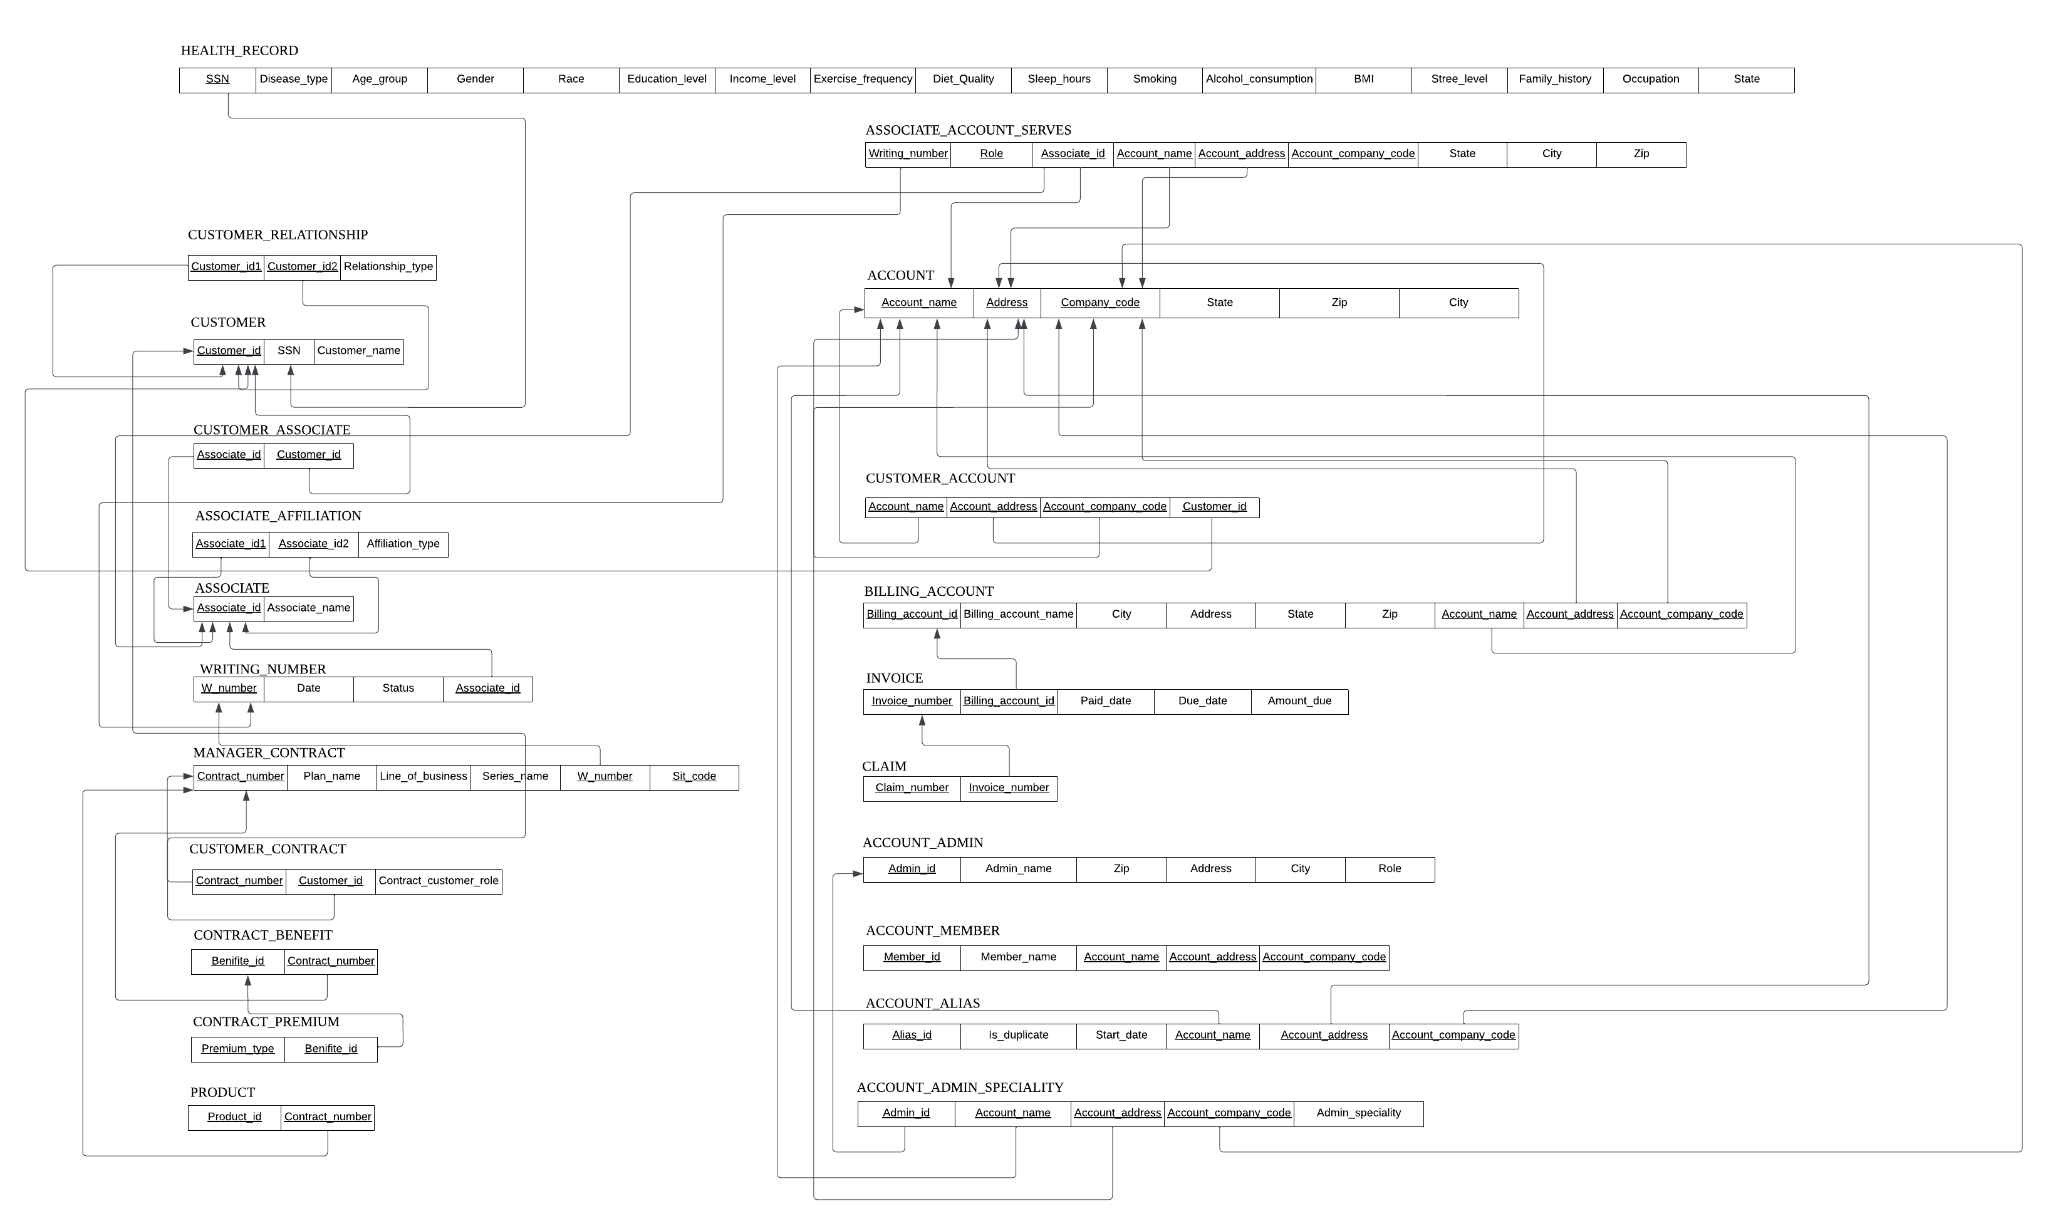 HEALTH_RECORD
SSN Disease_type Age_group Gender Race Education_level Income_level Exercise_frequency Diet_Quality Sleep_hours Smoking Alcohol_consumption BMI Stree_level Family_history Occupation State
ASSOCIATE_ACCOUNT_SERVES
Writing_number Role Associate_id Account_name Account_address Account_company_code State City Zip
CUSTOMER_RELATIONSHIP
Customer_id1 Customer_id2 Relationship_type
ACCOUNT
Account_name Address Company_code State Zip City
CUSTOMER
Customer_id SSN Customer_name
CUSTOMER_ASSOCIATE
Associate_id Customer_id
CUSTOMER_ACCOUNT
Account_name Account_address Account_company_code Customer_id
ASSOCIATE_AFFILIATION
Associate_id1 Associate_id2 Affiliation_type
ASSOCIATE
Associate_id Associate_name
BILLING_ACCOUNT
Billing_account_id Billing_account_name City Address State Zip Account_name Account_address Account_company_code
WRITING_NUMBER
W_number Date Status Associate_id
INVOICE
Invoice_number Billing_account_id Paid_date Due_date Amount_due
MANAGER_CONTRACT
Contract_number Plan_name Line_of_business Series_name W_number Sit_code
CLAIM
Claim_number Invoice_number
CUSTOMER_CONTRACT
Contract_number Customer_id Contract_customer_role
ACCOUNT_ADMIN
Admin_id Admin_name Zip Address City Role
CONTRACT_BENEFIT
Benifite_id Contract_number
ACCOUNT_MEMBER
Member_id Member_name Account_name Account_address Account_company_code
CONTRACT_PREMIUM
Premium_type Benifite_id
ACCOUNT_ALIAS
Alias_id Is_duplicate Start_date Account_name Account_address Account_company_code
PRODUCT
Product_id Contract_number
ACCOUNT_ADMIN_SPECIALITY
Admin_id Account_name Account_address Account_company_code Admin_speciality